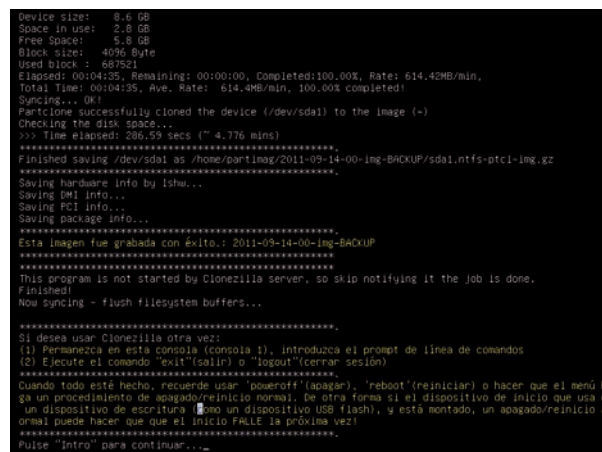 Device size:    8.6 GB
Space in use:   2.8 GB
Free Space:     5.8 GB
Block size:   4096 Byte
Used block :  687521
Elapsed: 00:04:35, Remaining: 00:00:00, Completed:100.00%, Rate: 614.42MB/min,
Total Time: 00:04:35, Ave. Rate:  614.4MB/min, 100.00% completed!
Syncing... OK!
Partclone successfully cloned the device (/dev/sda1) to the image (-)
Checking the disk space...
>>> Time elapsed: 286.59 secs (~ 4.776 mins)
*****************************************************.
Finished saving /dev/sda1 as /home/partimag/2011-09-14-00-img-BACKUP/sda1.ntfs-ptcl-img.gz
*****************************************************.
Saving hardware info by lshw...
Saving DMI info...
Saving PCI info...
Saving package info...
*****************************************************.
Esta imagen fue grabada con éxito.: 2011-09-14-00-img-BACKUP
*****************************************************
*****************************************************.
This program is not started by Clonezilla server, so skip notifying it the job is done.
Finished!
Now syncing - flush filesystem buffers...
*****************************************************.
Si desea usar Clonezilla otra vez:
(1) Permanezca en esta consola (consola 1), introduzca el prompt de línea de comandos
(2) Ejecute el comando "exit"(salir) o "logout"(cerrar sesión)
*****************************************************.
Cuando todo esté hecho, recuerde usar 'poweroff'(apagar), 'reboot'(reiniciar) o hacer que el menú
ga un procedimiento de apagado/reinicio normal. De otra forma si el dispositivo de inicio que usa
un dispositivo de escritura (como un dispositivo USB flash), y está montado, un apagado/reinicio
ormal puede hacer que que el inicio FALLE la próxima vez!
*****************************************************.
Pulse "Intro" para continuar..._